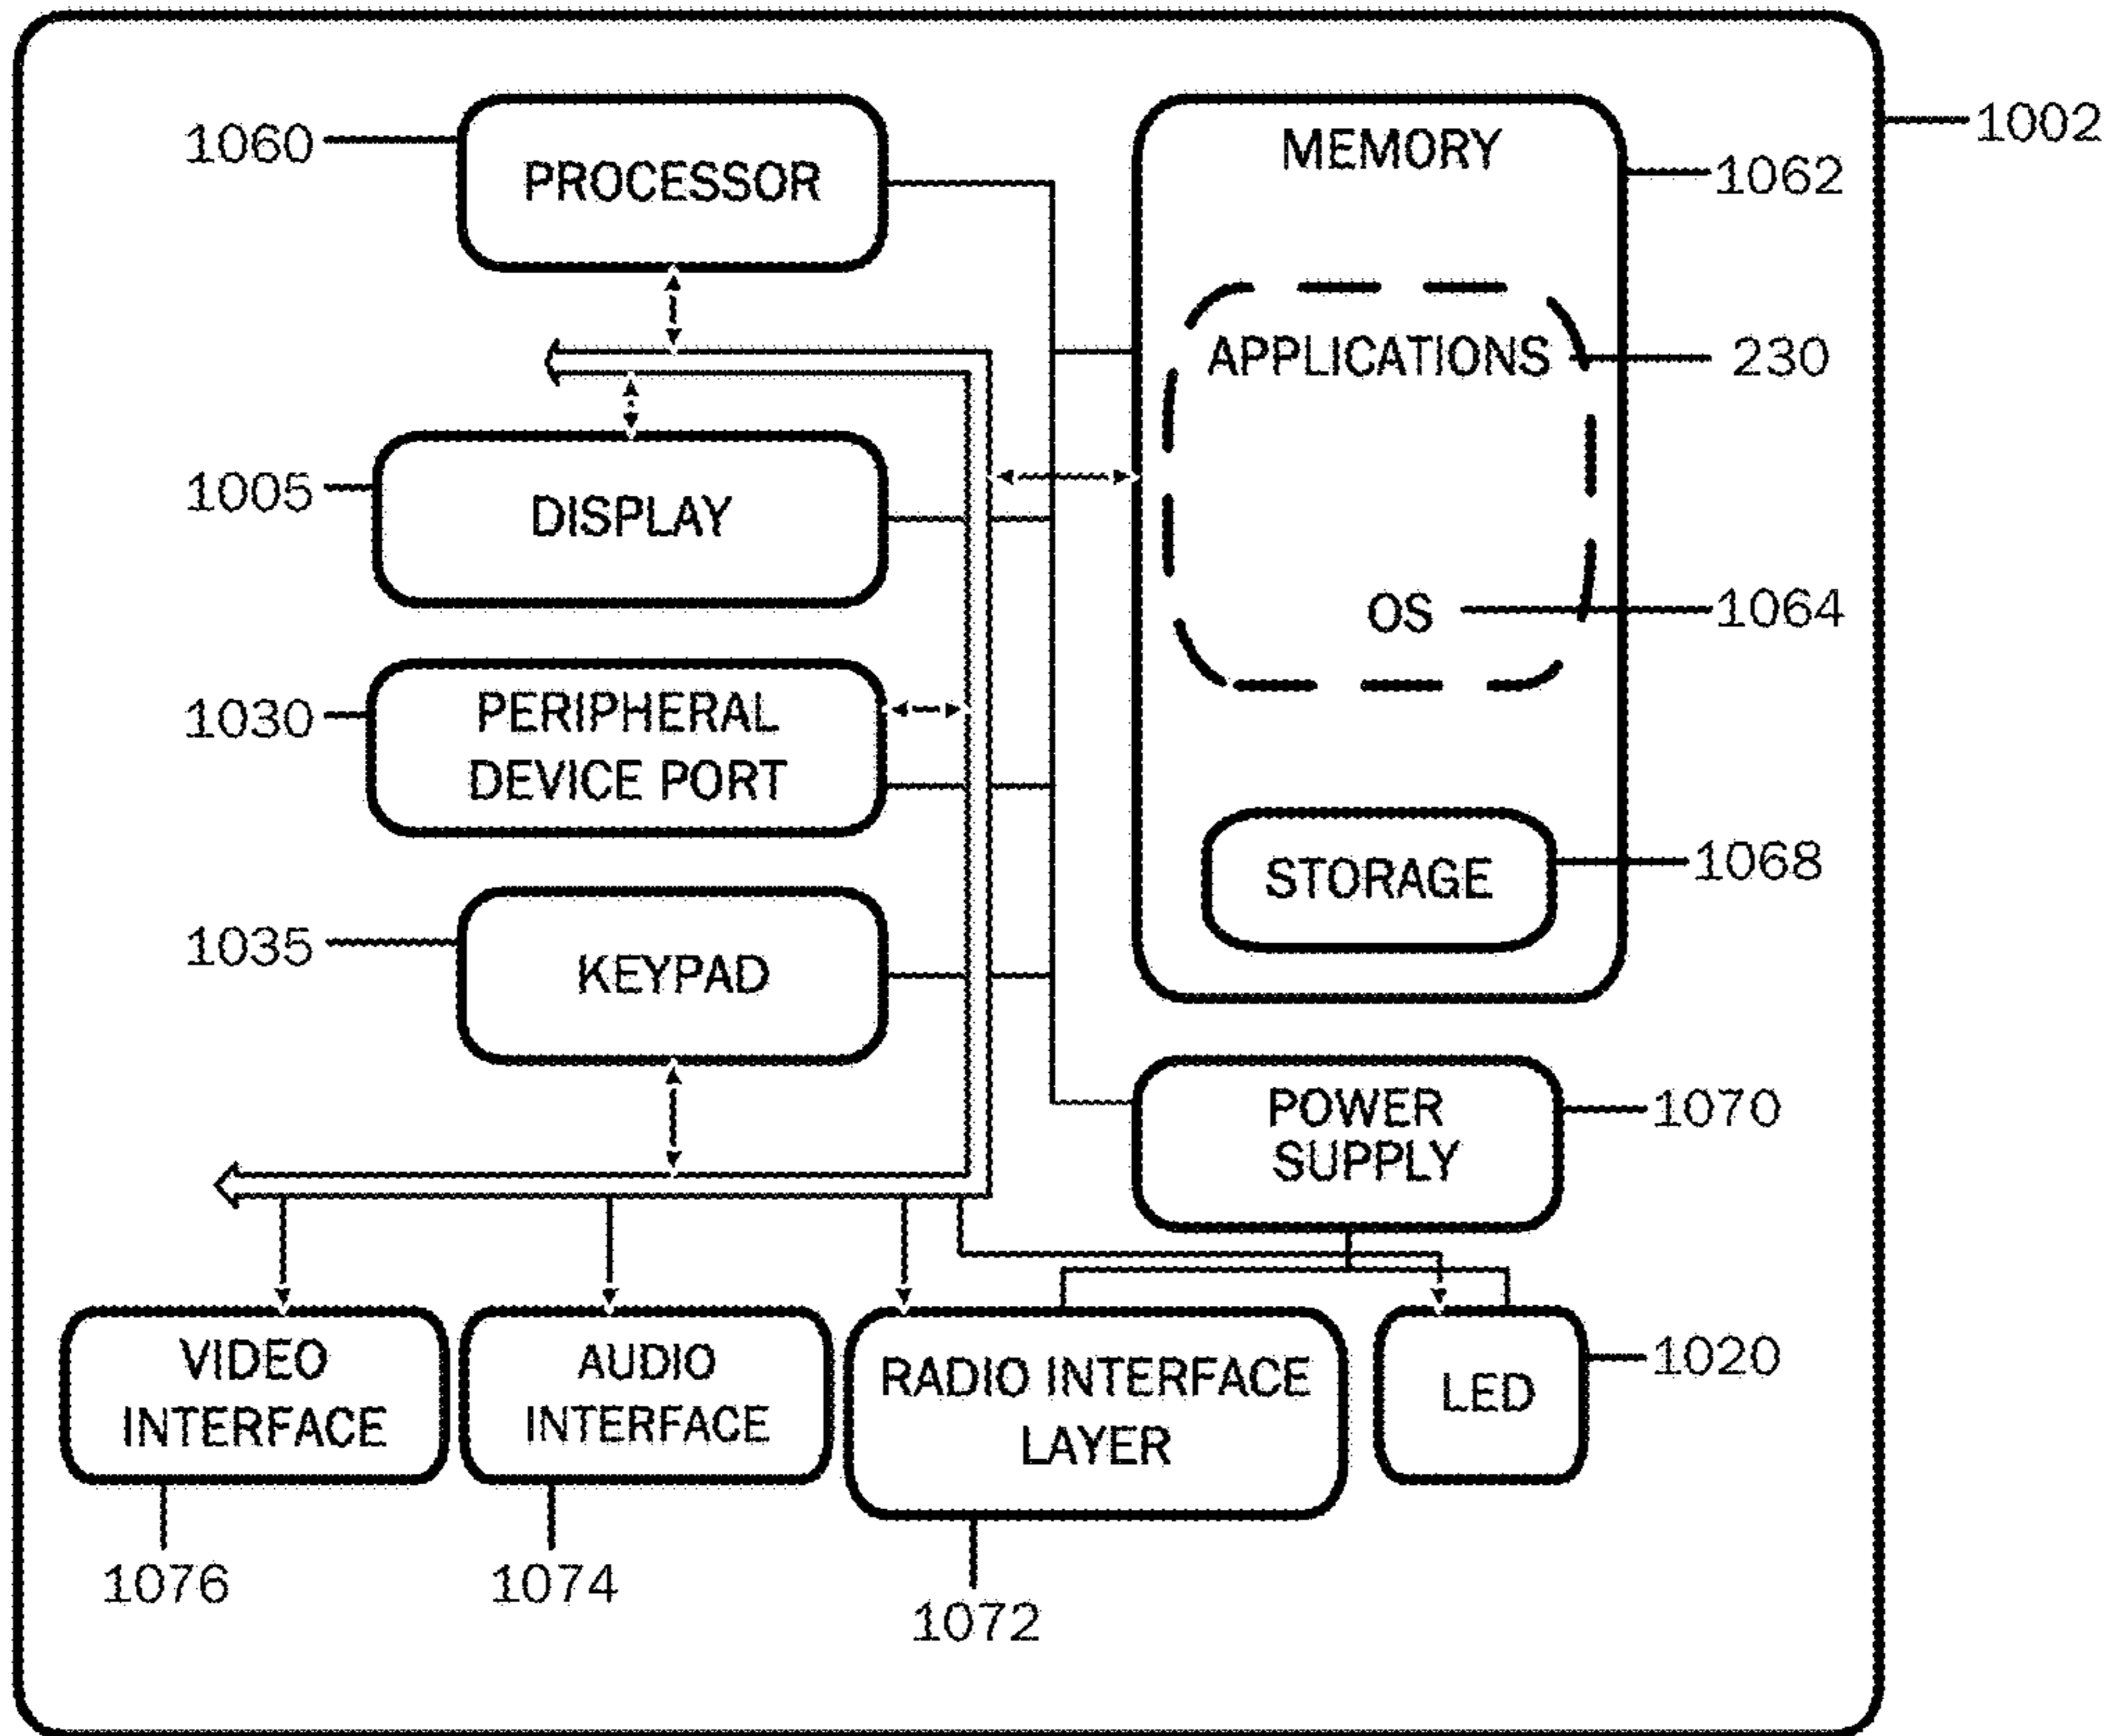 1002
1060
PROCESSOR
MEMORY
1062
APPLICATIONS
230
1005
DISPLAY
OS
1064
1030
PERIPHERAL
DEVICE PORT
STORAGE
1068
1035
KEYPAD
POWER
SUPPLY
1070
VIDEO
INTERFACE
AUDIO
INTERFACE
RADIO INTERFACE
LAYER
LED
1020
1076
1074
1072